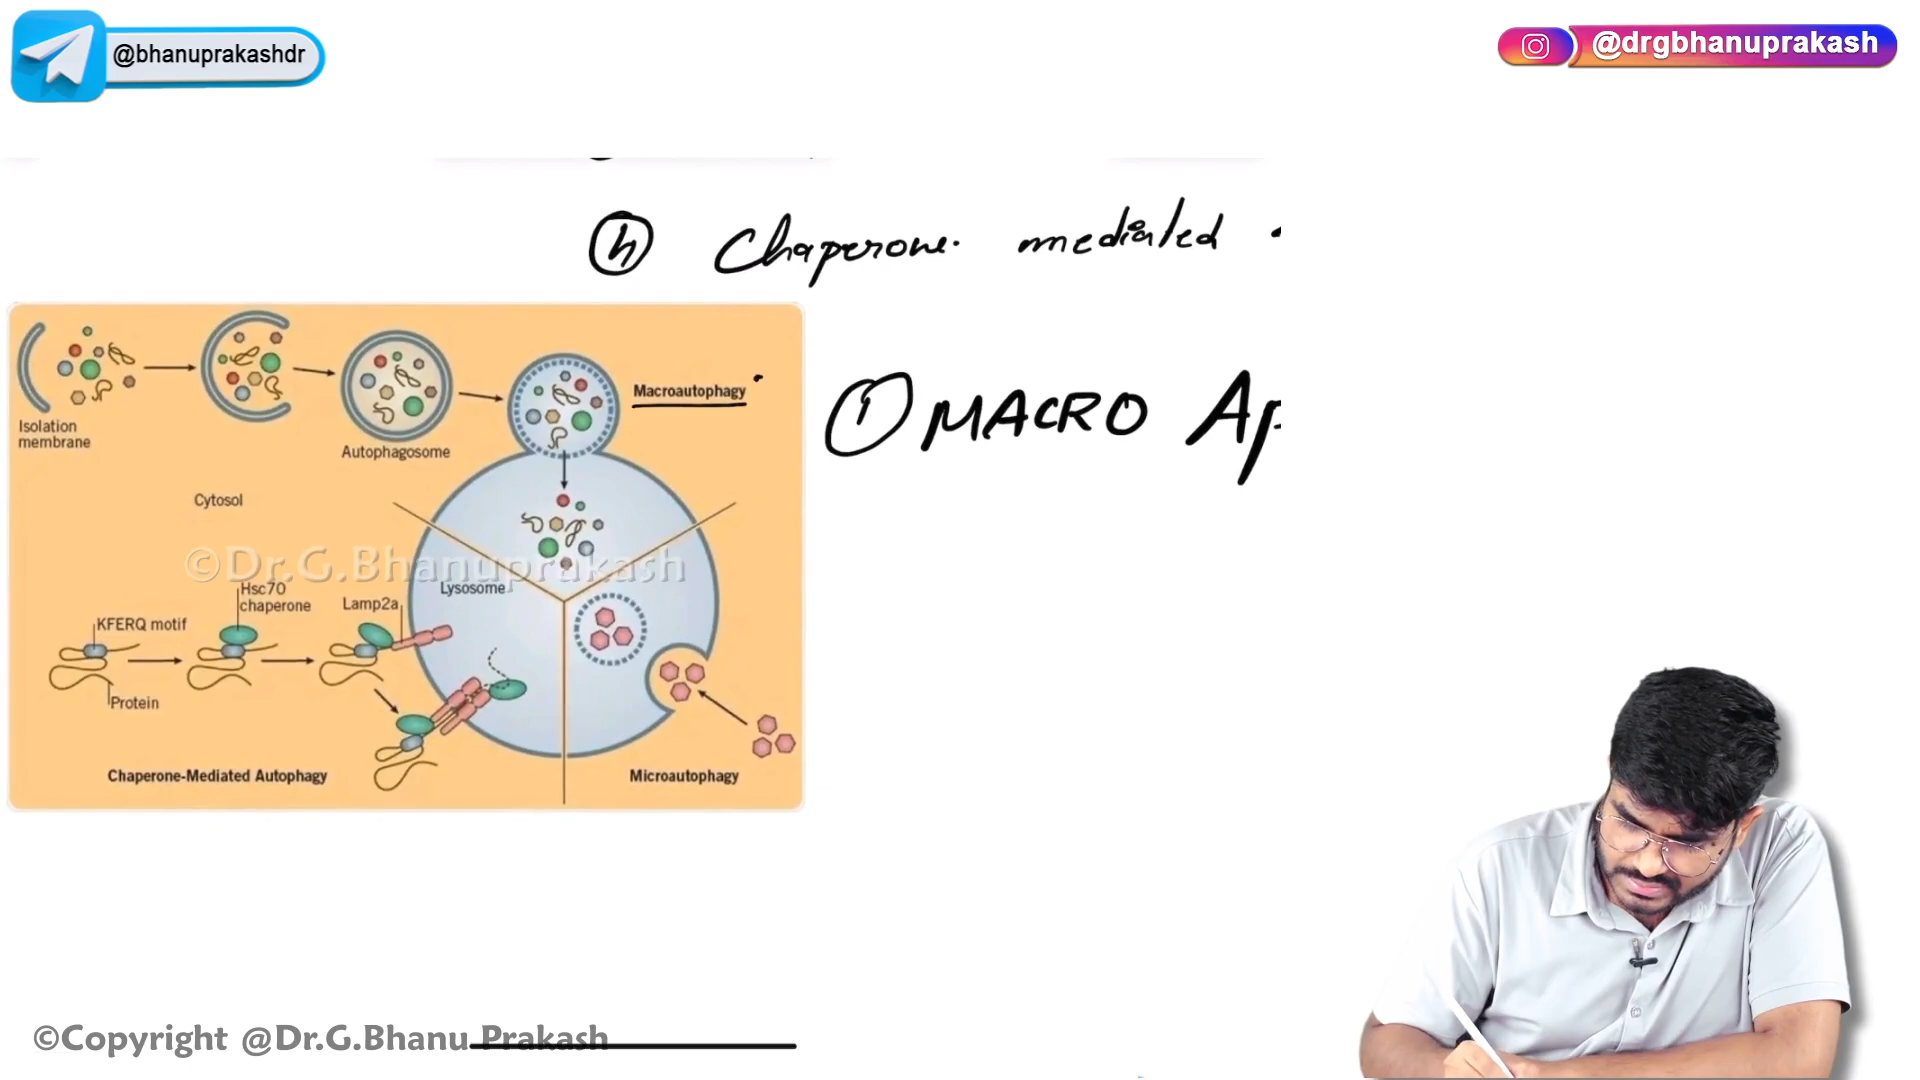 @bhanuprakashdr
@drgbhanuprakash
h Chaperone. mediated
Isolation
membrane
Autophagosome
Macroautophagy
① MACRO Ap
Cytosol
©Dr.G.Bhanuprakash
Lysosome
Hsc70
chaperone
Lamp2a
KFERQ motif
Protein
Chaperone-Mediated Autophagy
Microautophagy
©Copyright @Dr.G.Bhanu Prakash